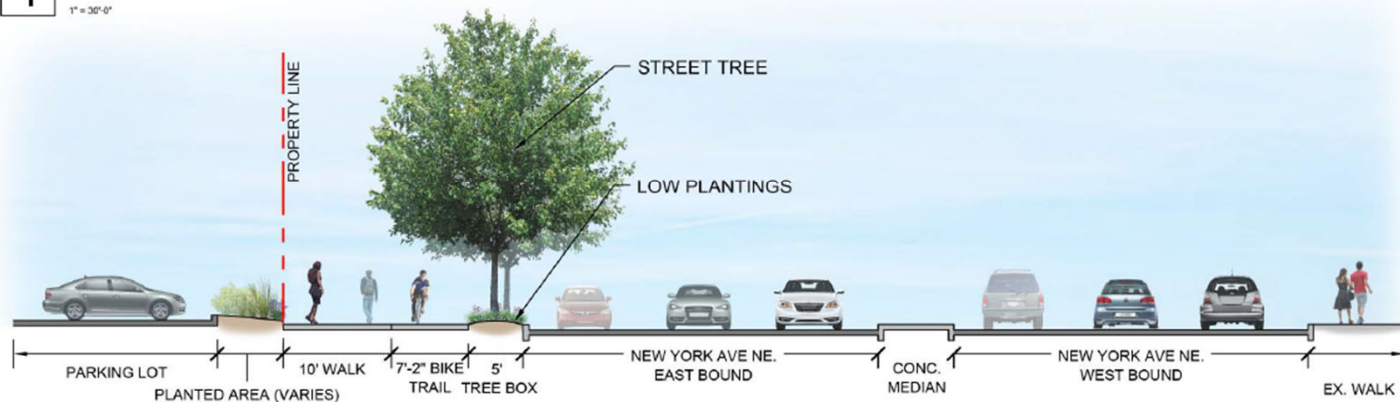 1" = 30'-0"
PROPERTY LINE
STREET TREE
LOW PLANTINGS
PARKING LOT
PLANTED AREA (VARIES)
10' WALK
7'-2" BIKE
TRAIL
5'
TREE BOX
NEW YORK AVE NE.
EAST BOUND
CONC.
MEDIAN
NEW YORK AVE NE.
WEST BOUND
EX. WALK